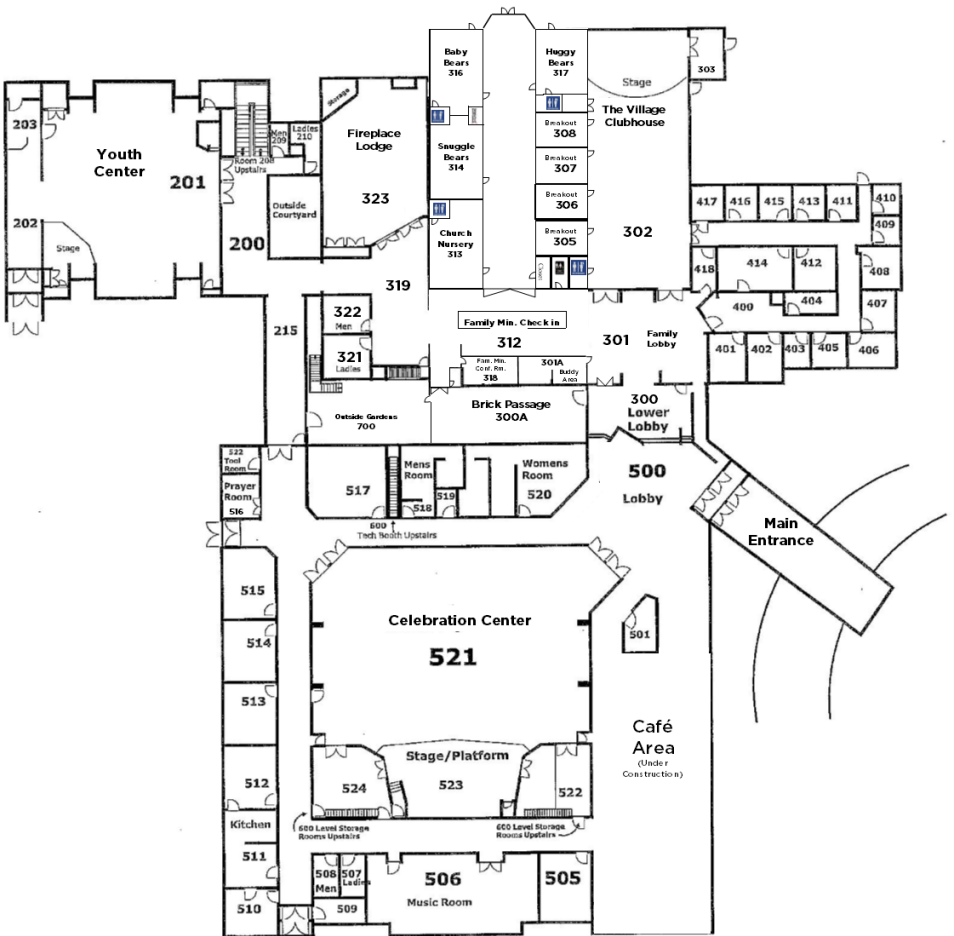 Baby
Bears
316
Huggy
Bears
317
303
Stage
The Village
Clubhouse
302
Storage
Fireplace
Lodge
323
Breakout
308
Breakout
307
Breakout
306
Breakout
305
Closet
Snuggle
Bears
314
Church
Nursery
313
203
Youth
Center
201
202
Stage
Men
209
Ladies
210
Room 208
Upstairs
Outside
Courtyard
200
417
416
415
413
411
410
409
408
418
414
412
404
400
407
401
402
403
405
406
319
215
322
Men
321
Ladies
Family Min. Check in
312
301
Family
Lobby
Fam. Min.
Conf. Rm.
318
301A
Buddy
Area
Brick Passage
300A
300
Lower
Lobby
Outside Gardens
700
522
Tool
Room
Prayer
Room
516
517
Mens
Room
518
519
Womens
Room
520
500
Lobby
600
Tech Booth Upstairs
Main
Entrance
515
514
513
512
Kitchen
511
510
Celebration Center
521
501
Café
Area
(Under
Construction)
Stage/Platform
523
524
522
600 Level Storage
Rooms Upstairs
600 Level Storage
Rooms Upstairs
508
Men
507
Ladies
509
506
Music Room
505